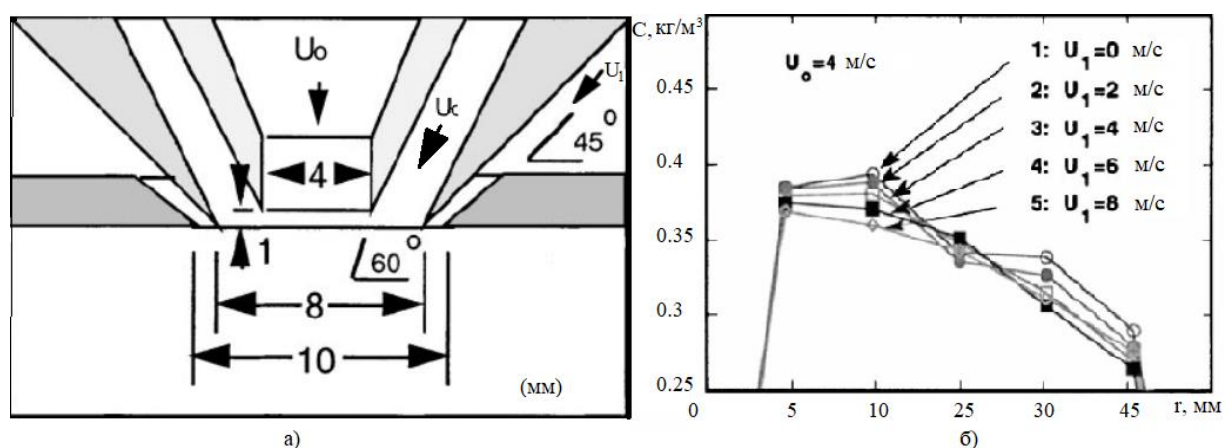 U₀
U₁
U꜀
45°
4
1
60°
8
10
(мм)
а)
C, кг/м³
0.45
0.4
0.35
0.3
0.25
U₀=4 м/с
1: U₁=0 м/с
2: U₁=2 м/с
3: U₁=4 м/с
4: U₁=6 м/с
5: U₁=8 м/с
0
5
10
25
30
45
r, мм
б)